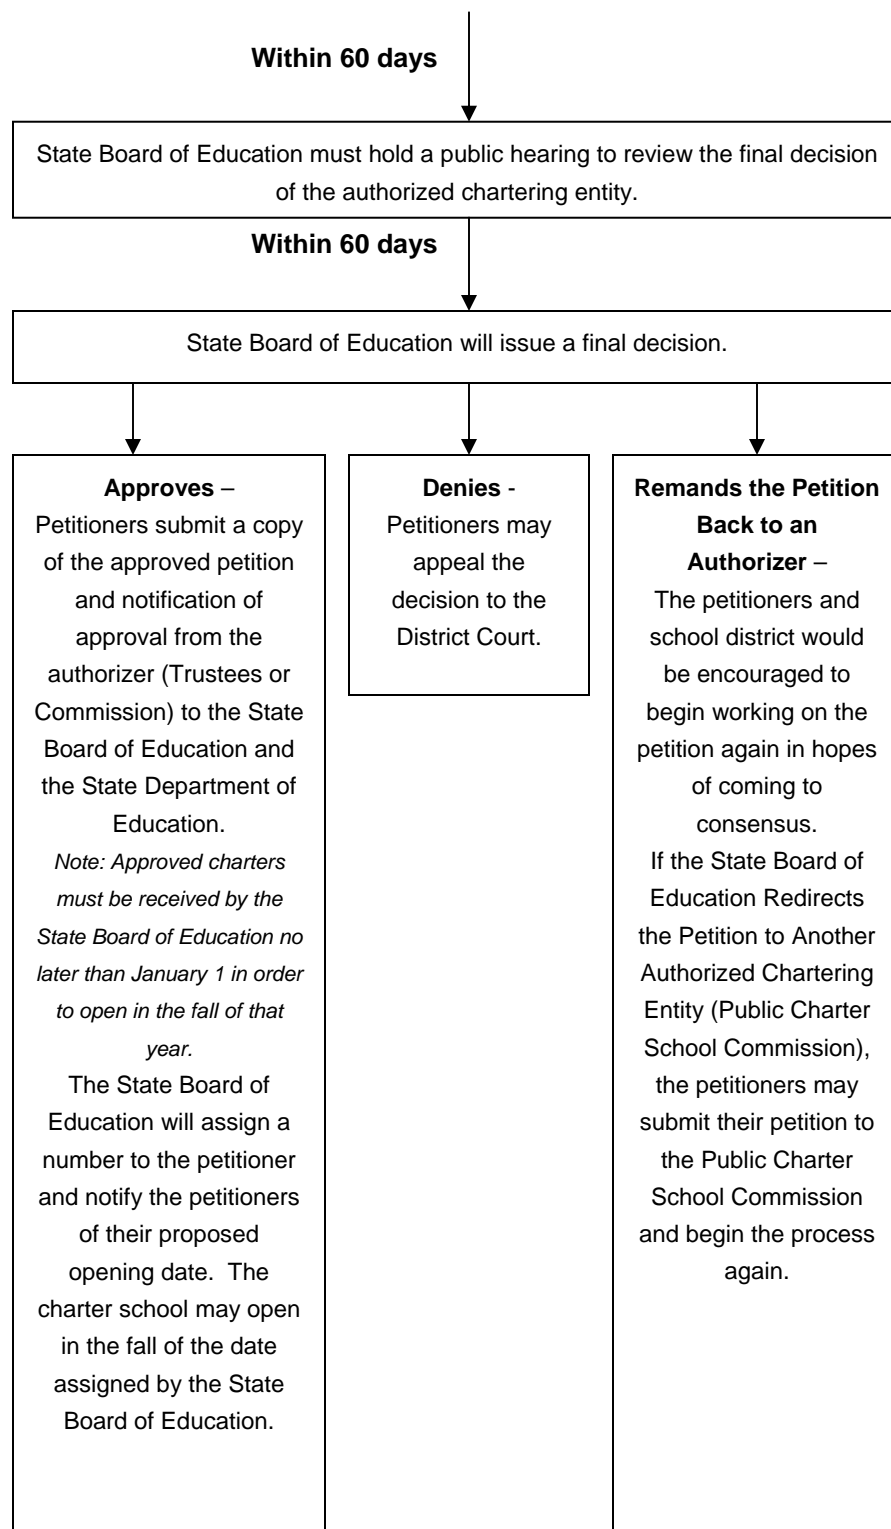 Within 60 days
State Board of Education must hold a public hearing to review the final decision
of the authorized chartering entity.
Within 60 days
State Board of Education will issue a final decision.
Approves –
Petitioners submit a copy
of the approved petition
and notification of
approval from the
authorizer (Trustees or
Commission) to the State
Board of Education and
the State Department of
Education.
Note: Approved charters
must be received by the
State Board of Education no
later than January 1 in order
to open in the fall of that
year.
The State Board of
Education will assign a
number to the petitioner
and notify the petitioners
of their proposed
opening date.  The
charter school may open
in the fall of the date
assigned by the State
Board of Education.
Denies -
Petitioners may
appeal the
decision to the
District Court.
Remands the Petition
Back to an
Authorizer –
The petitioners and
school district would
be encouraged to
begin working on the
petition again in hopes
of coming to
consensus.
If the State Board of
Education Redirects
the Petition to Another
Authorized Chartering
Entity (Public Charter
School Commission),
the petitioners may
submit their petition to
the Public Charter
School Commission
and begin the process
again.